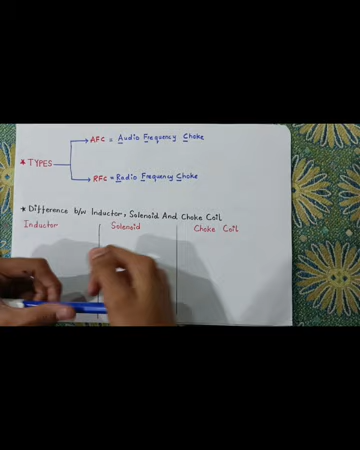 AFC = Audio Frequency Choke
* TYPES
RFC = Radio Frequency Choke
* Difference b/w Inductor, Solenoid And Choke Coil
Inductor Solenoid Choke Coil